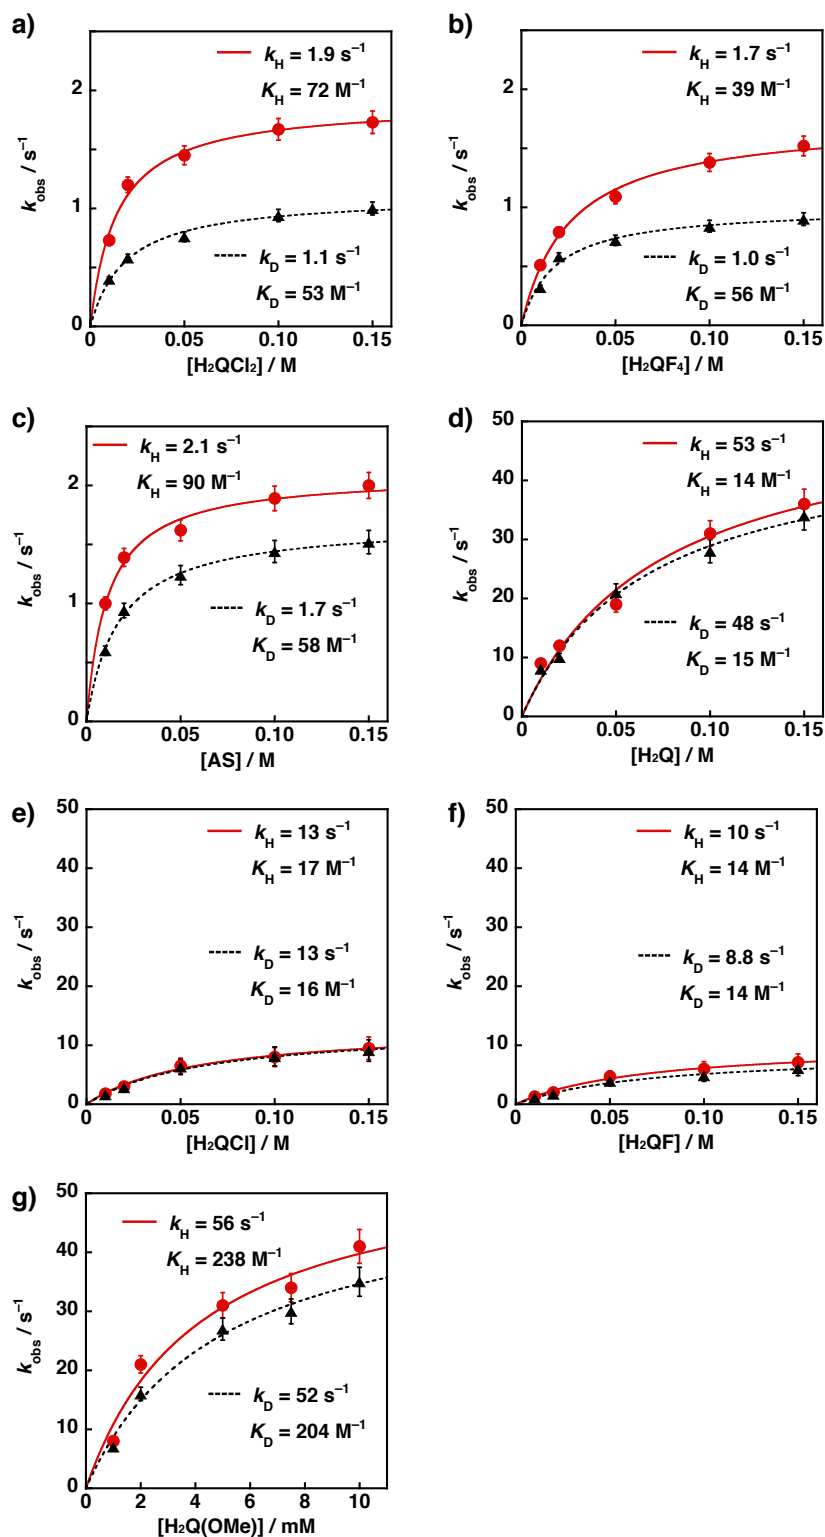 a)
k_H = 1.9 s⁻¹
K_H = 72 M⁻¹
k_D = 1.1 s⁻¹
K_D = 53 M⁻¹
2
1
0
k_obs / s⁻¹
0 0.05 0.10 0.15
[H₂QCl₂] / M
b)
k_H = 1.7 s⁻¹
K_H = 39 M⁻¹
k_D = 1.0 s⁻¹
K_D = 56 M⁻¹
2
1
0
k_obs / s⁻¹
0 0.05 0.10 0.15
[H₂QF₄] / M
c)
k_H = 2.1 s⁻¹
K_H = 90 M⁻¹
k_D = 1.7 s⁻¹
K_D = 58 M⁻¹
2
1
0
k_obs / s⁻¹
0 0.05 0.10 0.15
[AS] / M
d)
k_H = 53 s⁻¹
K_H = 14 M⁻¹
k_D = 48 s⁻¹
K_D = 15 M⁻¹
50
40
30
20
10
0
k_obs / s⁻¹
0 0.05 0.10 0.15
[H₂Q] / M
e)
k_H = 13 s⁻¹
K_H = 17 M⁻¹
k_D = 13 s⁻¹
K_D = 16 M⁻¹
50
40
30
20
10
0
k_obs / s⁻¹
0 0.05 0.10 0.15
[H₂QCl] / M
f)
k_H = 10 s⁻¹
K_H = 14 M⁻¹
k_D = 8.8 s⁻¹
K_D = 14 M⁻¹
50
40
30
20
10
0
k_obs / s⁻¹
0 0.05 0.10 0.15
[H₂QF] / M
g)
k_H = 56 s⁻¹
K_H = 238 M⁻¹
k_D = 52 s⁻¹
K_D = 204 M⁻¹
50
40
30
20
10
0
k_obs / s⁻¹
0 2 4 6 8 10
[H₂Q(OMe)] / mM